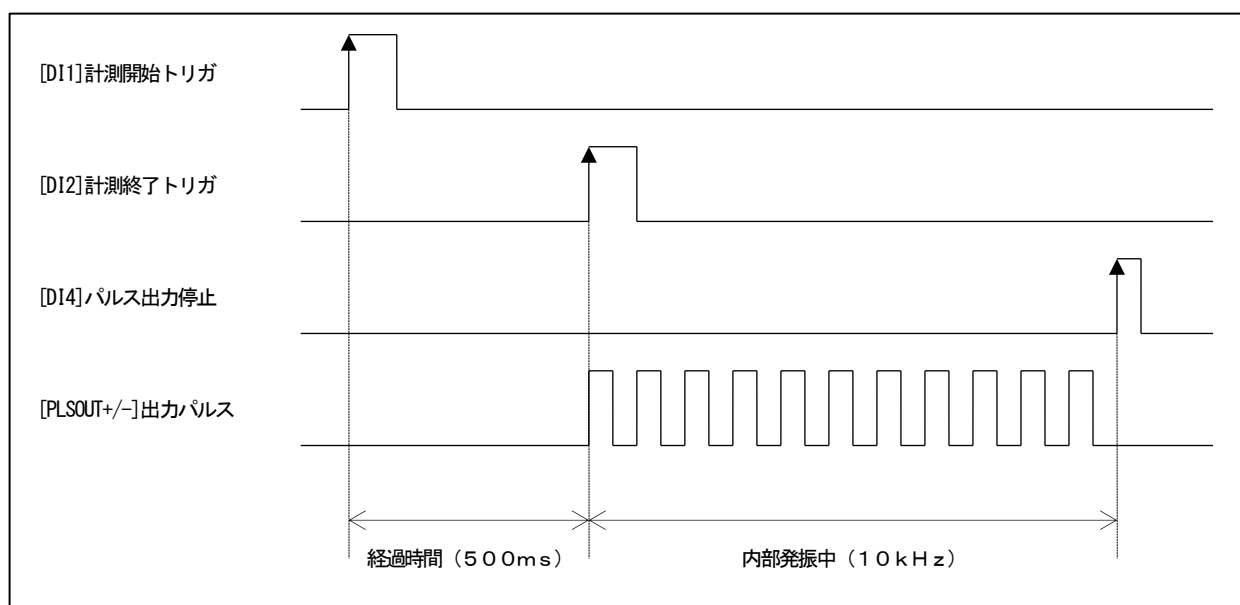 [DI1]計測開始トリガ
[DI2]計測終了トリガ
[DI4]パルス出力停止
[PLSOUT+/-]出力パルス
経過時間（５００ｍｓ） 内部発振中（１０ｋＨｚ）